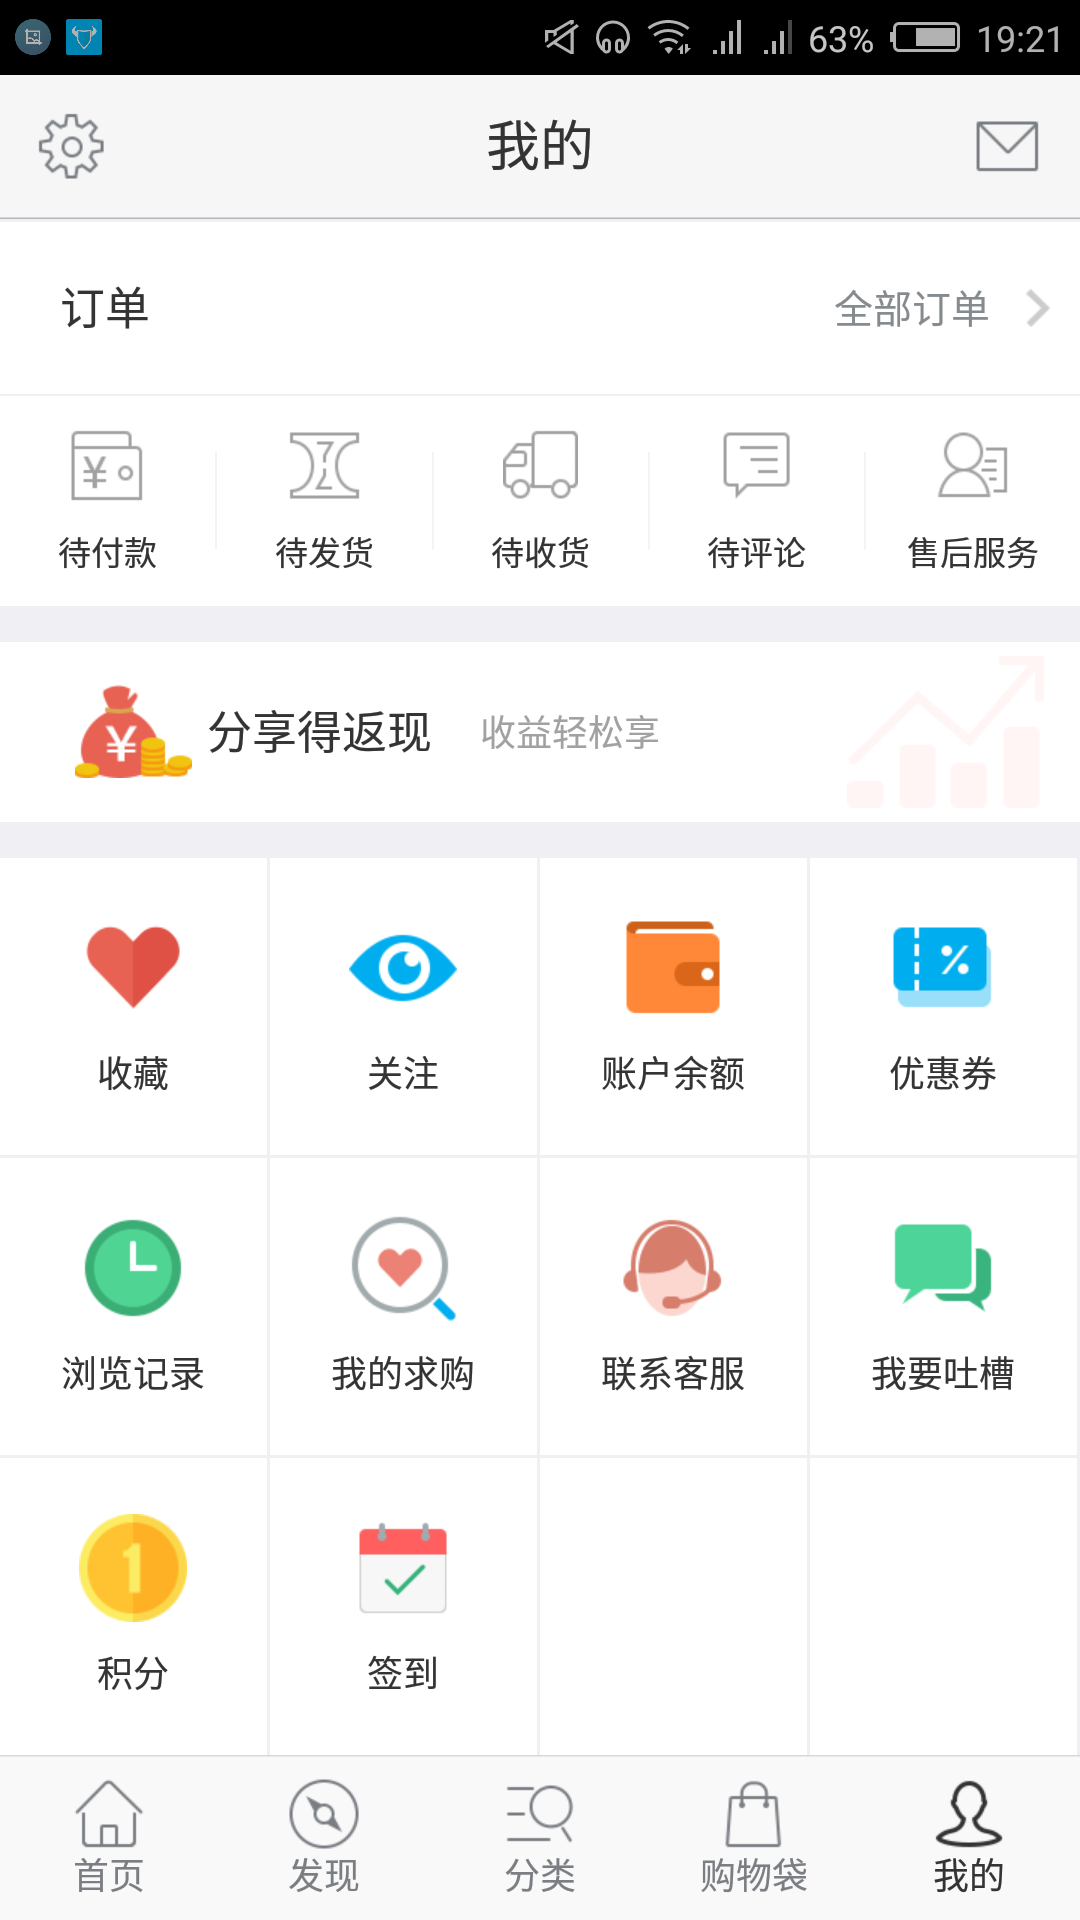 63% 19:21
我的
订单 全部订单
待付款 待发货 待收货 待评论 售后服务
分享得返现 收益轻松享
收藏 关注 账户余额 优惠券
浏览记录 我的求购 联系客服 我要吐槽
积分 签到
首页 发现 分类 购物袋 我的